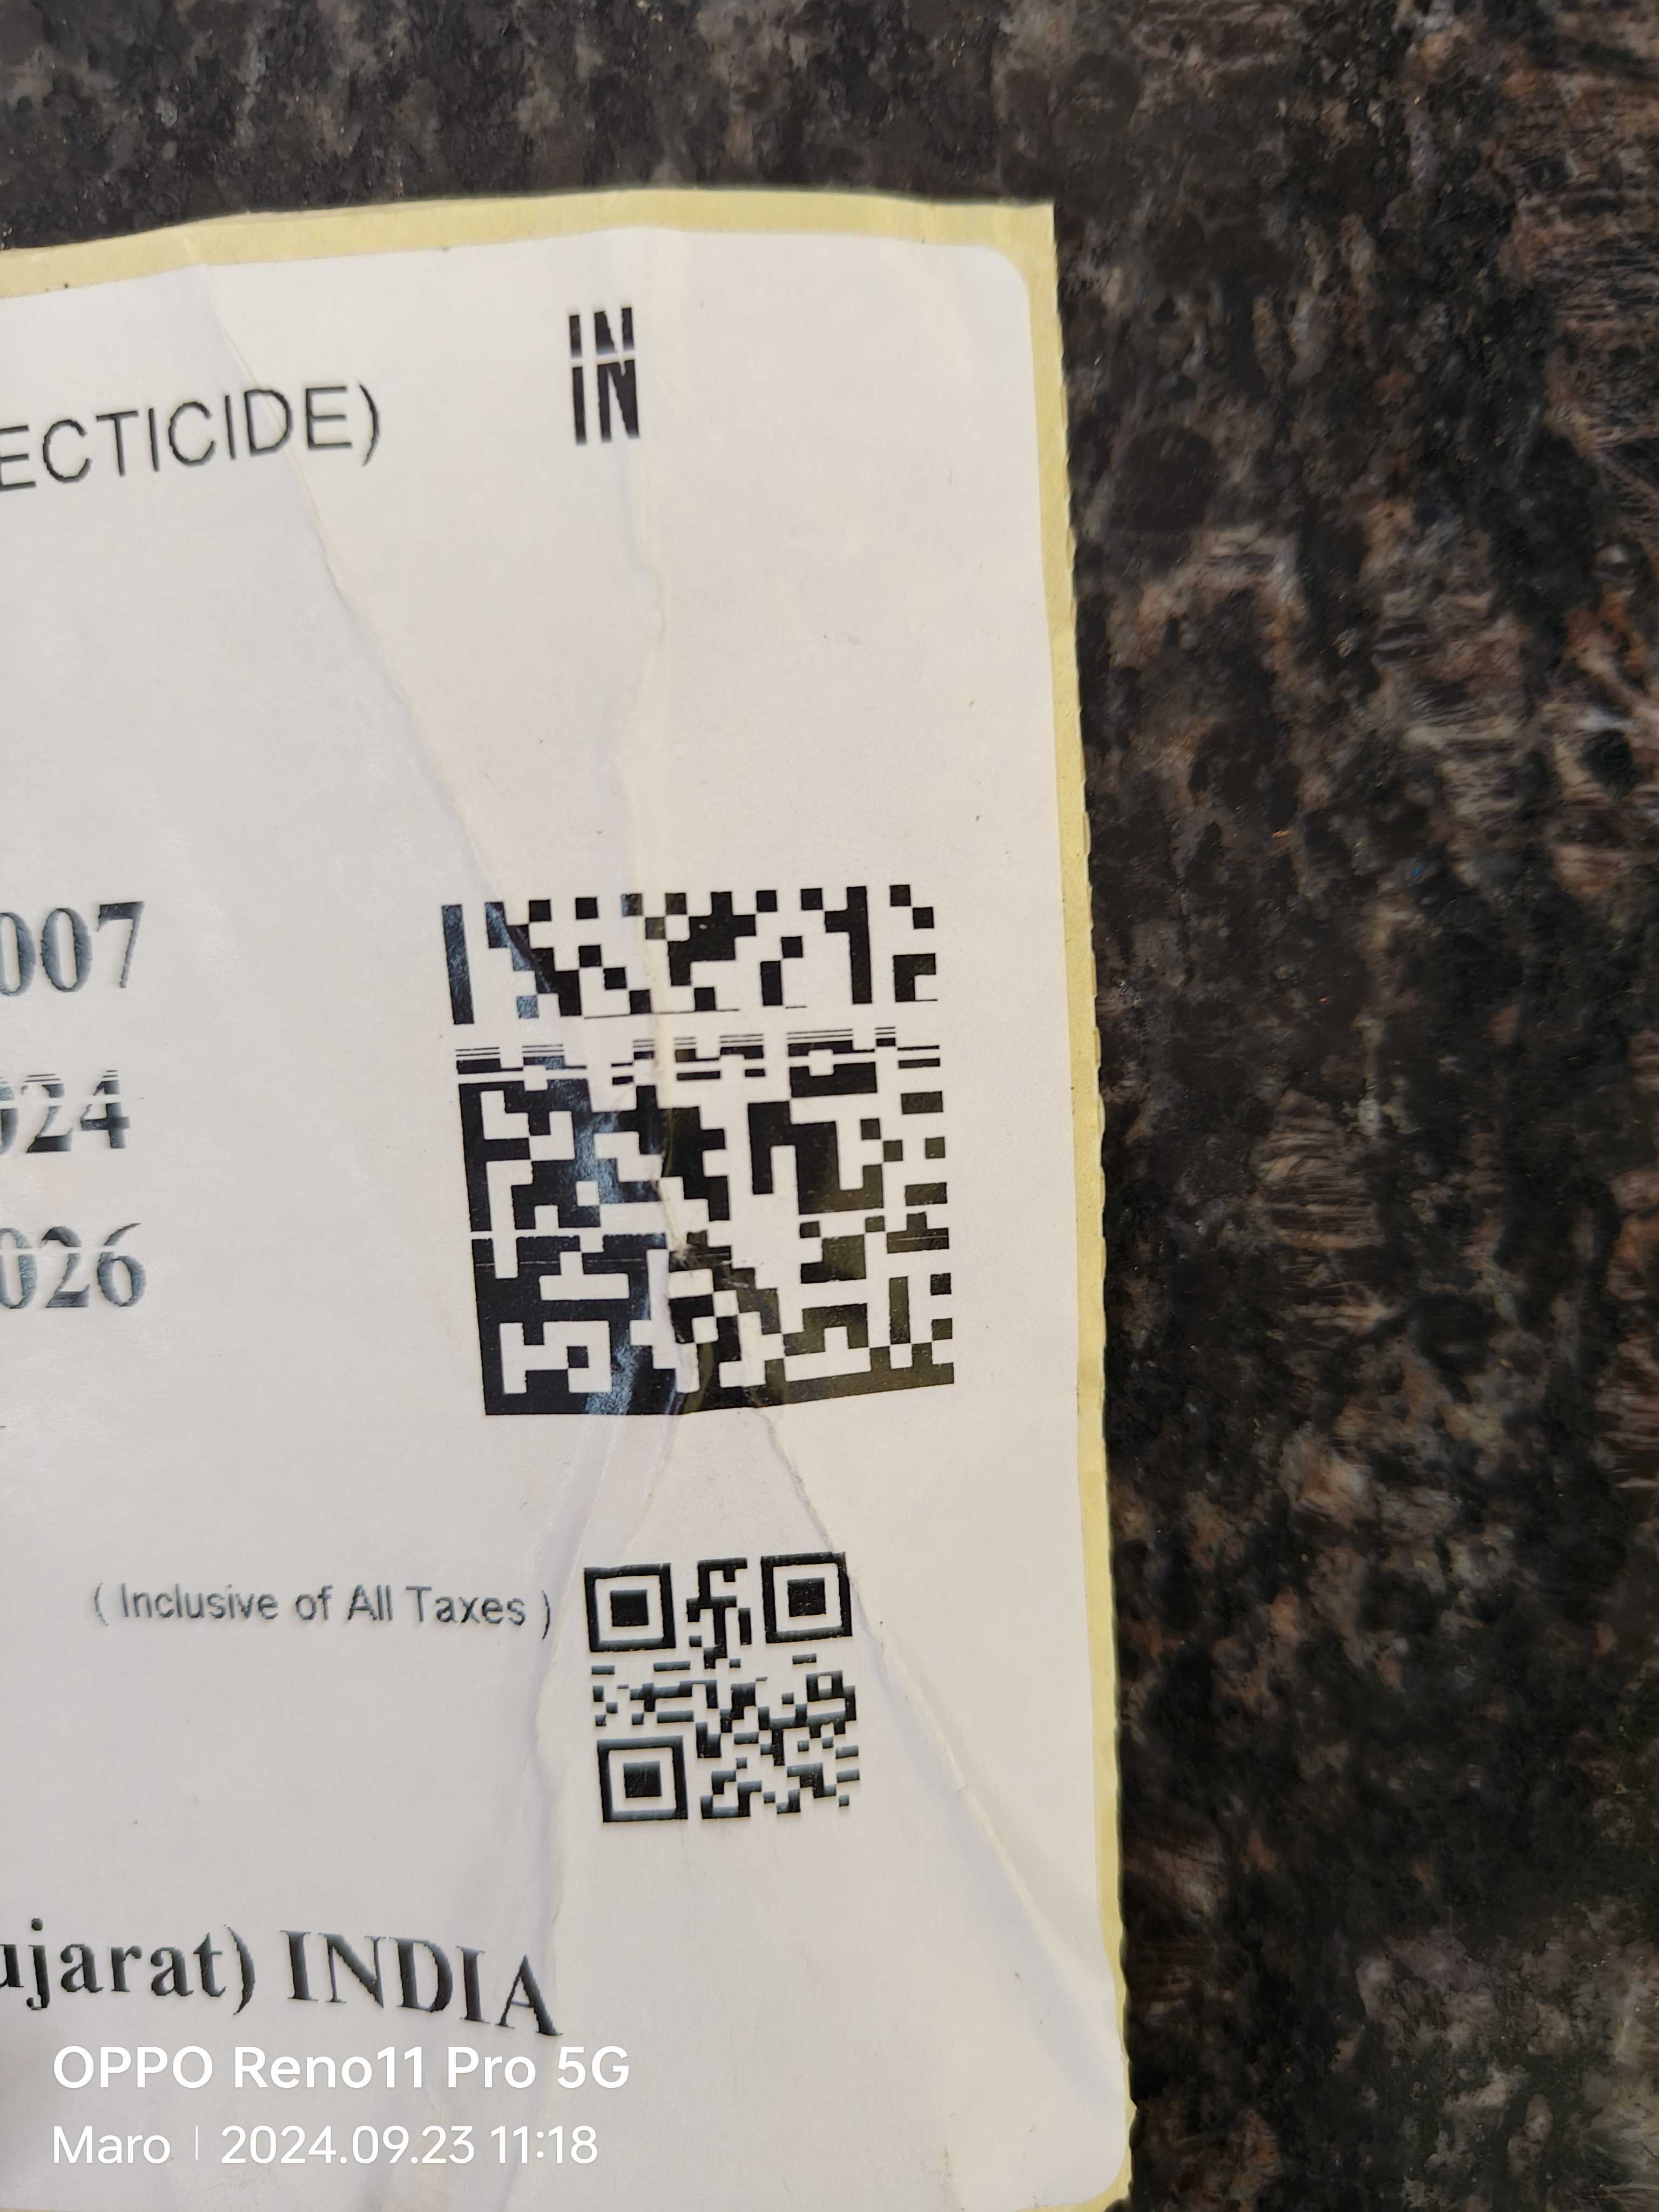 IN
ECTICIDE)
007
024
026
( Inclusive of All Taxes )
ujarat) INDIA
OPPO Reno11 Pro 5G
Maro | 2024.09.23 11:18